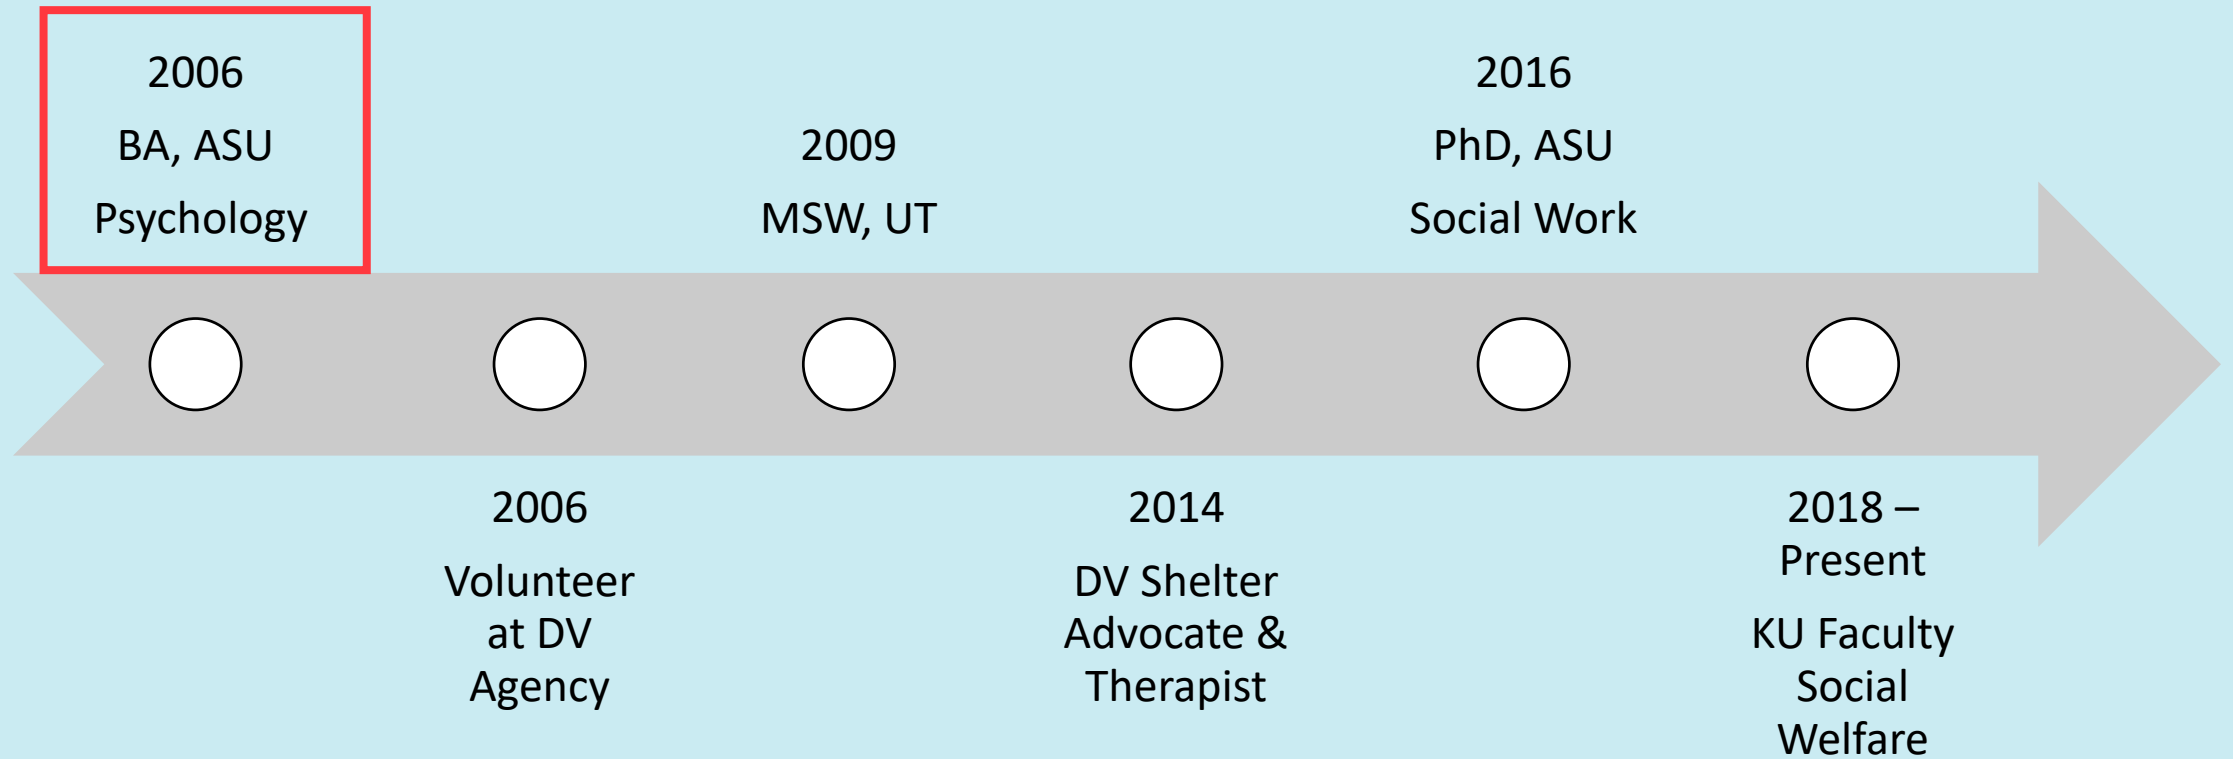 2006
BA, ASU
Psychology
2006
Volunteer
at DV
Agency
2009
MSW, UT
2014
DV Shelter
Advocate &
Therapist
2016
PhD, ASU
Social Work
2018 –
Present
KU Faculty
Social
Welfare